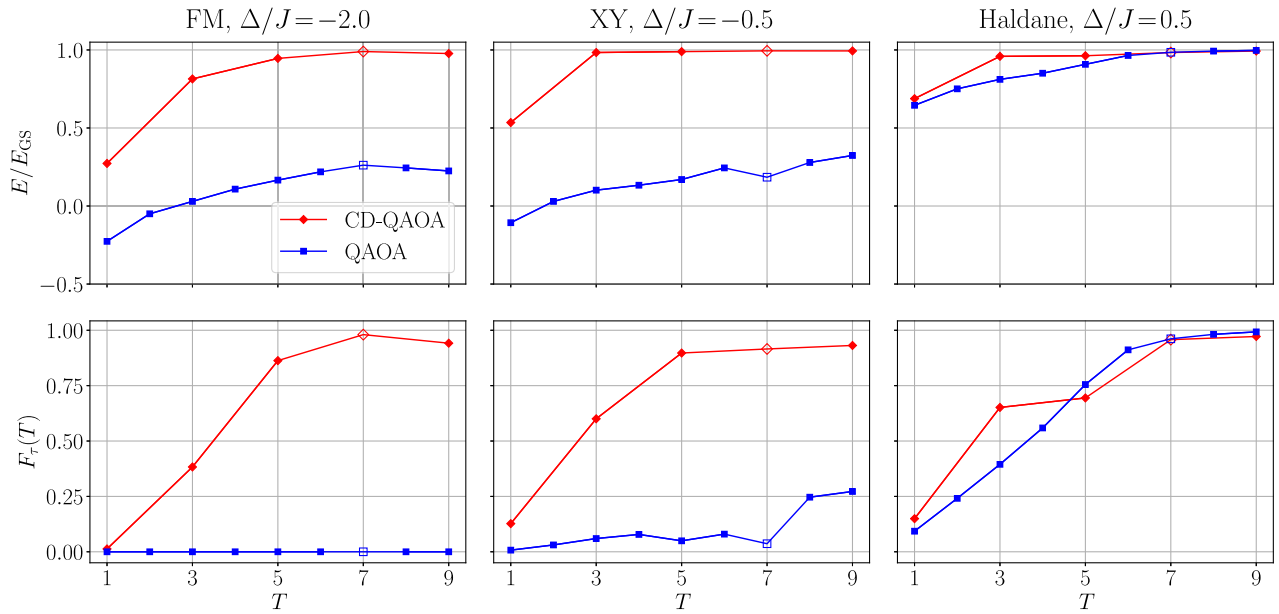 FM, Δ/J=−2.0
XY, Δ/J=−0.5
Haldane, Δ/J=0.5
E/E_GS
1.0
0.5
0.0
−0.5
CD-QAOA
QAOA
F_τ(T)
1.00
0.75
0.50
0.25
0.00
1 3 5 7 9
1 3 5 7 9
1 3 5 7 9
T
T
T